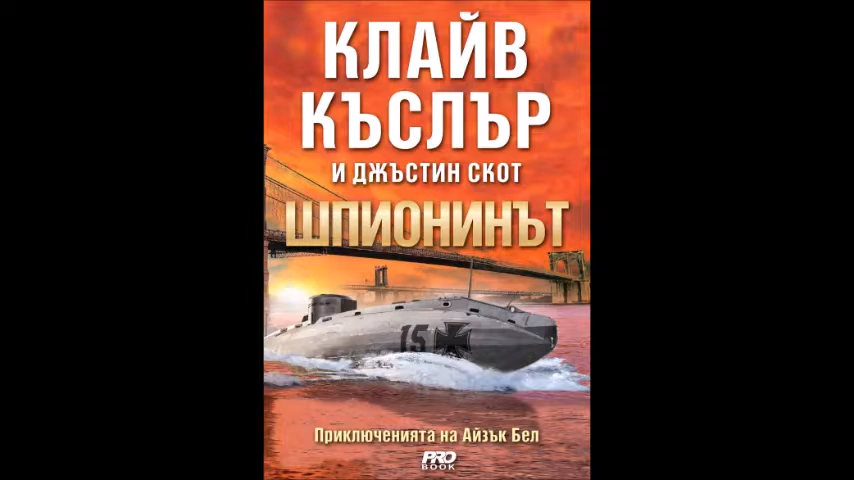 КЛАЙВ
КЪСЛЪР
И ДЖЪСТИН СКОТ
ШПИОНИНЪТ
15
Приключенията на Айзък Бел
PRO
BOOK